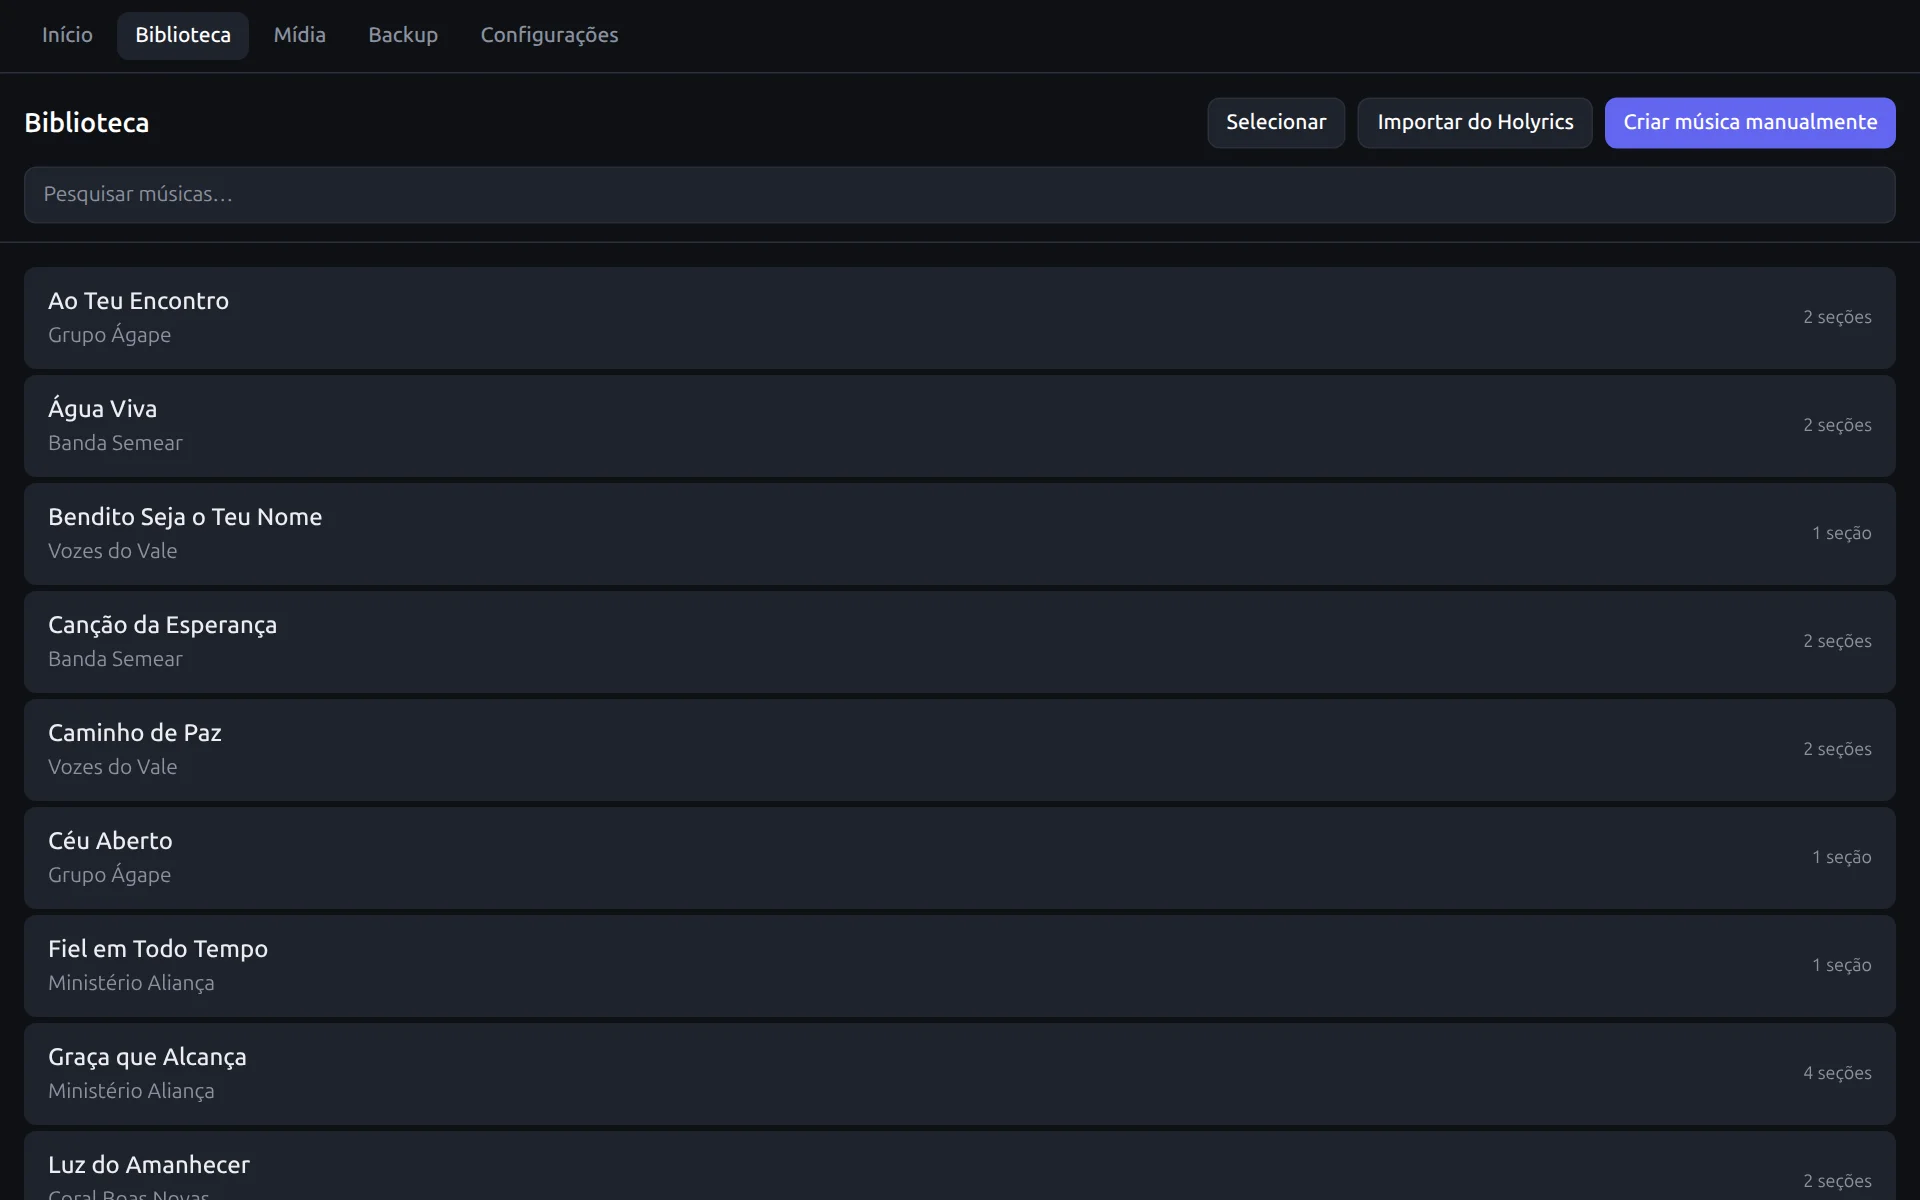 Início Biblioteca Mídia Backup Configurações
Biblioteca
Selecionar Importar do Holyrics Criar música manualmente
Pesquisar músicas...
Ao Teu Encontro
Grupo Ágape
2 seções
Água Viva
Banda Semear
2 seções
Bendito Seja o Teu Nome
Vozes do Vale
1 seção
Canção da Esperança
Banda Semear
2 seções
Caminho de Paz
Vozes do Vale
2 seções
Céu Aberto
Grupo Ágape
1 seção
Fiel em Todo Tempo
Ministério Aliança
1 seção
Graça que Alcança
Ministério Aliança
4 seções
Luz do Amanhecer
Coral Boas Novas
2 seções